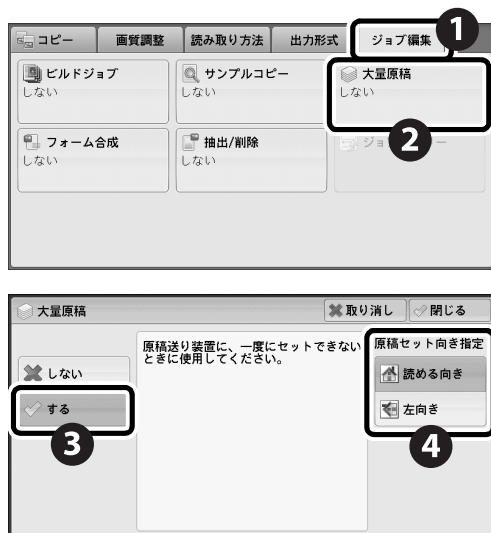 コピー
画質調整
読み取り方法
出力形式
ジョブ編集
1
ビルドジョブ
しない
サンプルコピー
しない
大量原稿
しない
2
フォーム合成
しない
抽出/削除
しない
大量原稿
取り消し
閉じる
しない
する
3
原稿送り装置に、一度にセットできない
ときに使用してください。
原稿セット向き指定
読める向き
左向き
4